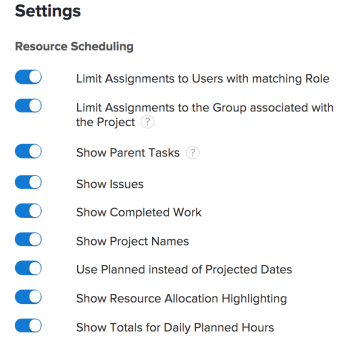 Settings
Resource Scheduling
Limit Assignments to Users with matching Role
Limit Assignments to the Group associated with
the Project ?
Show Parent Tasks ?
Show Issues
Show Completed Work
Show Project Names
Use Planned instead of Projected Dates
Show Resource Allocation Highlighting
Show Totals for Daily Planned Hours